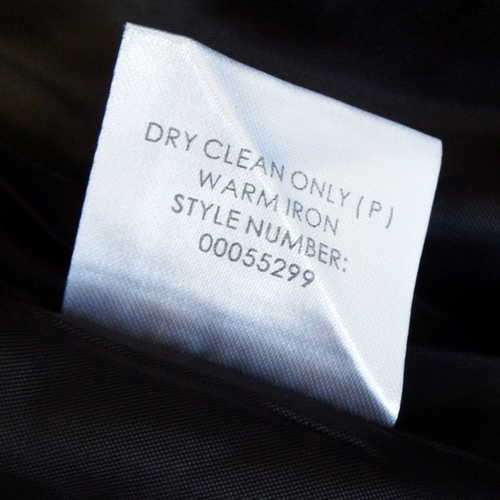 DRY CLEAN ONLY (P)
WARM IRON
STYLE NUMBER:
00055299